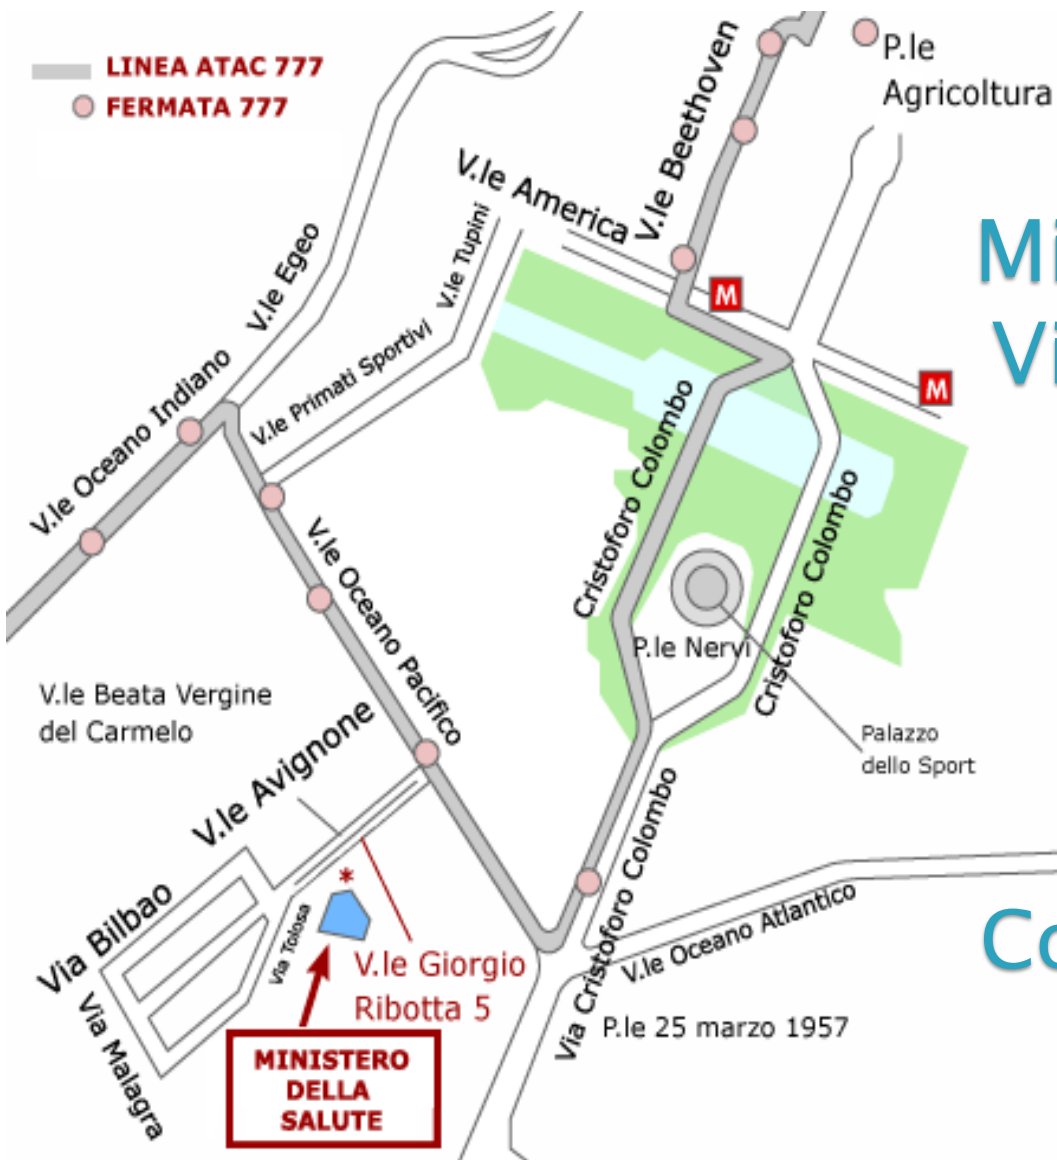 LINEA ATAC 777
FERMATA 777
P.le
Agricoltura
V.le Beethoven
V.le America
V.le Tupini
V.le Egeo
M
Mi
Vi
V.le Primati Sportivi
V.le Oceano Indiano
M
Cristoforo Colombo
Cristoforo Colombo
V.le Oceano Pacifico
P.le Nervi
V.le Beata Vergine
del Carmelo
Palazzo
dello Sport
V.le Avignone
Via Cristoforo Colombo
*
Via Bilbao
Via Tolosa
V.le Oceano Atlantico
Co
V.le Giorgio
Ribotta 5
Via Malagra
P.le 25 marzo 1957
MINISTERO
DELLA
SALUTE